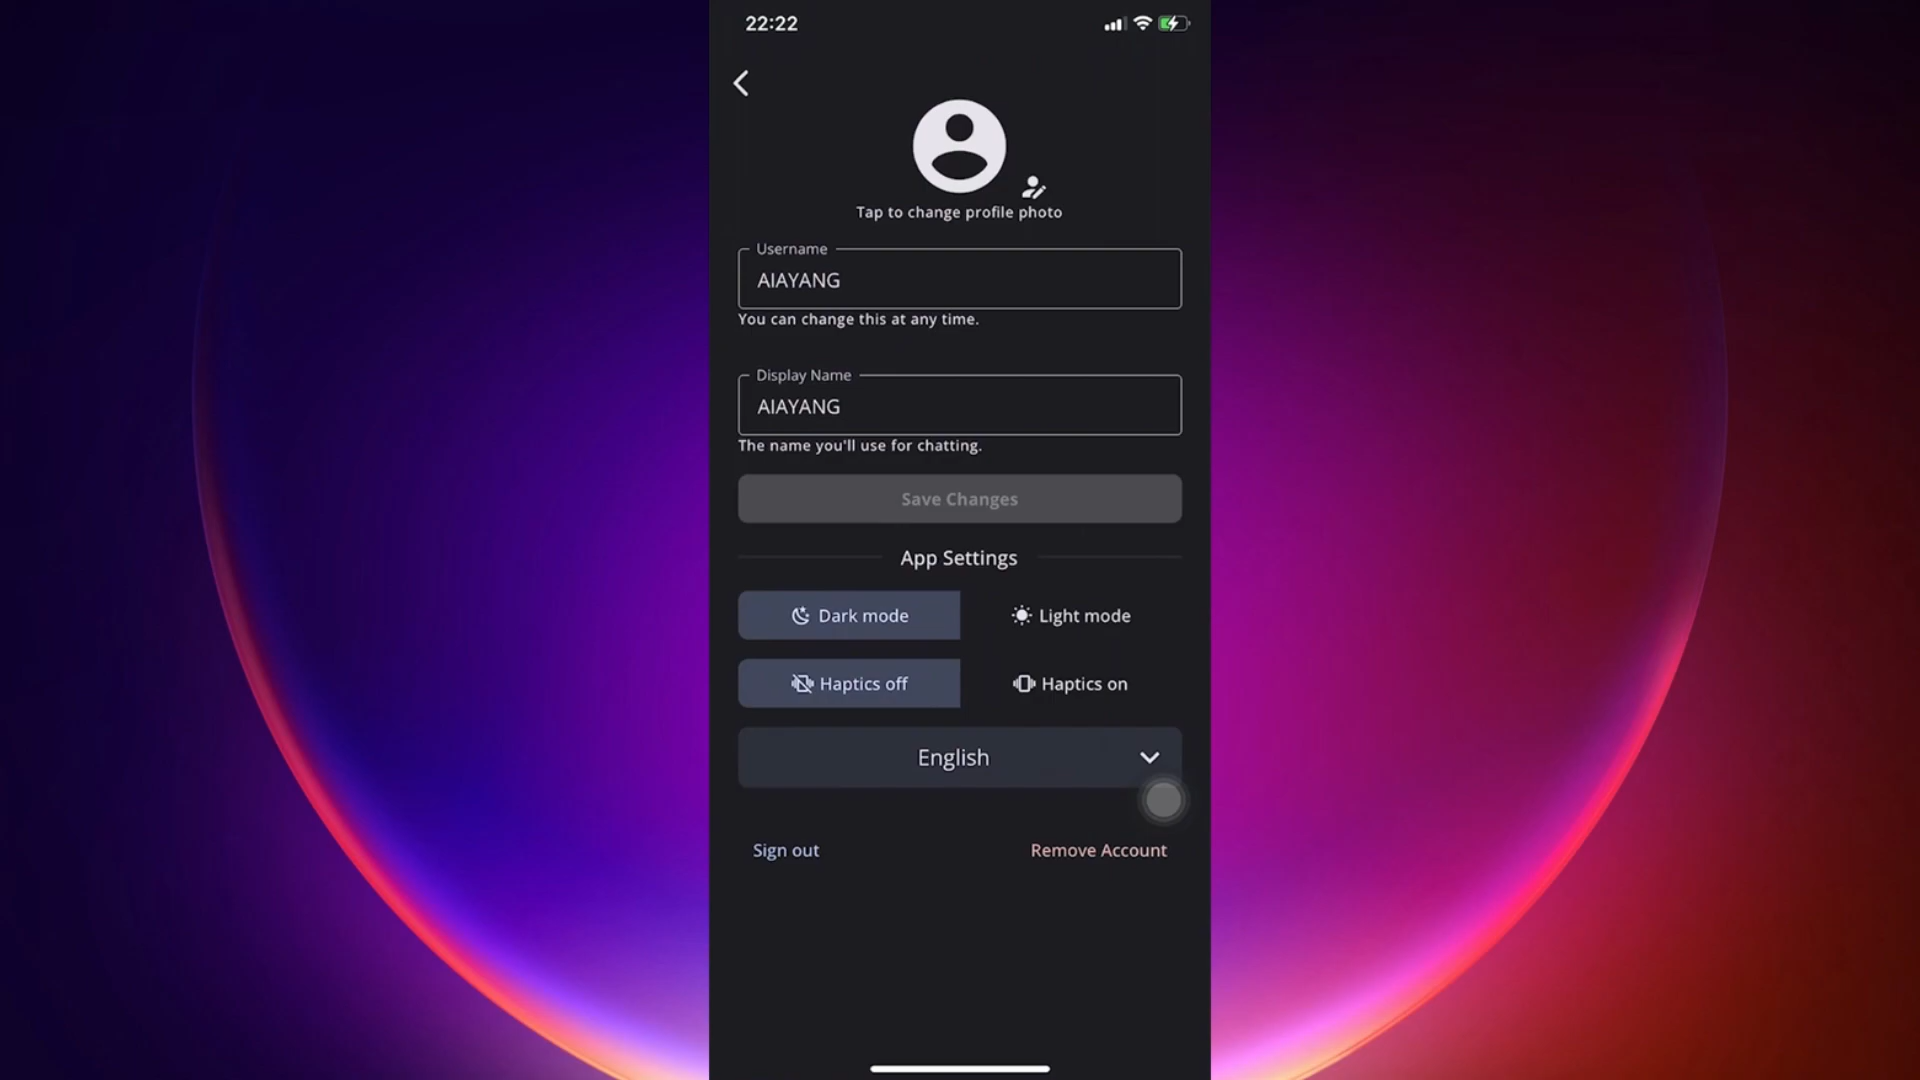 22:22
Tap to change profile photo
Username
AIAYANG
You can change this at any time.
Display Name
AIAYANG
The name you'll use for chatting.
Save Changes
App Settings
Dark mode
Light mode
Haptics off
Haptics on
English
Sign out
Remove Account